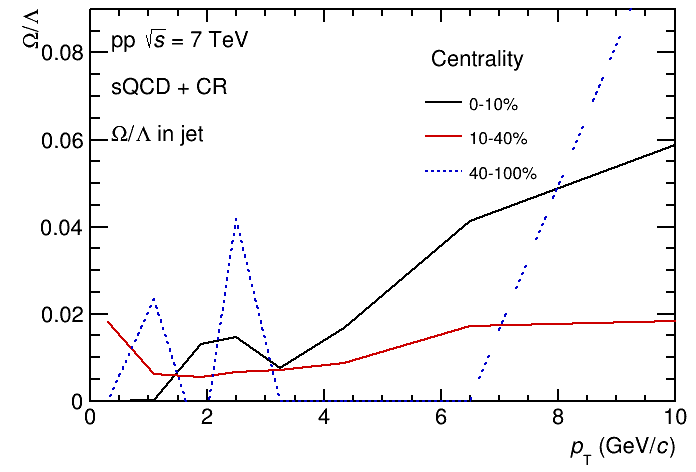 Ω/Λ
pp √s = 7 TeV
sQCD + CR
Ω/Λ in jet
Centrality
0-10%
10-40%
40-100%
0.08
0.06
0.04
0.02
0
0 2 4 6 8 10
p_T (GeV/c)